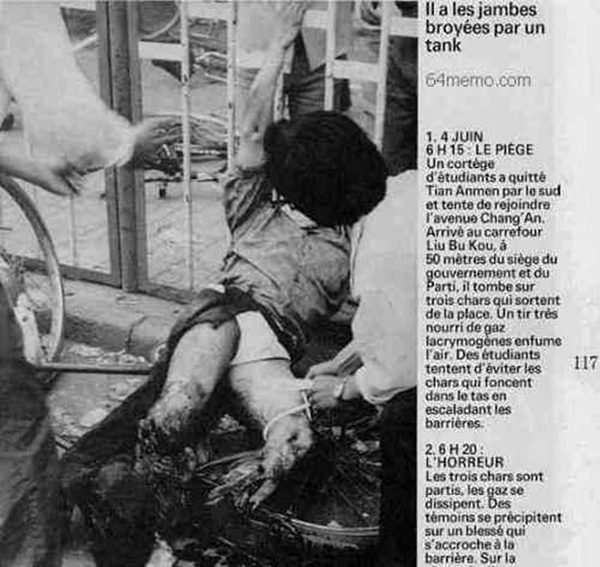 Il a les jambes
broyées par un
tank
64memo.com
1, 4 JUIN
6 H 15 : LE PIÈGE
Un cortège
d'étudiants a quitté
Tian Anmen par le sud
et tente de rejoindre
l'avenue Chang'An.
Arrivé au carrefour
Liu Bu Kou, à
50 mètres du siège du
gouvernement et du
Parti, il tombe sur
trois chars qui sortent
de la place. Un tir très
nourri de gaz
lacrymogènes enfume
l'air. Des étudiants
tentent d'éviter les
chars qui foncent
dans le tas en
escaladant les
barrières.
117
2. 6 H 20 :
L'HORREUR
Les trois chars sont
partis, les gaz se
dissipent. Des
témoins se précipitent
sur un blessé qui
s'accroche à la
barrière. Sur la